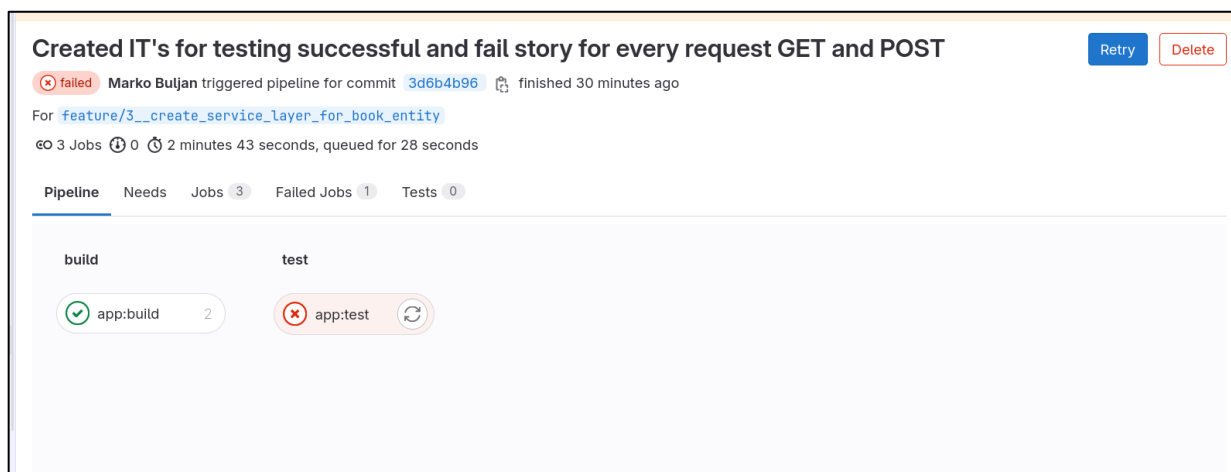 Created IT's for testing successful and fail story for every request GET and POST
Retry
Delete
failed Marko Buljan triggered pipeline for commit 3d6b4b96 finished 30 minutes ago
For feature/3__create_service_layer_for_book_entity
3 Jobs 0 2 minutes 43 seconds, queued for 28 seconds
Pipeline Needs Jobs 3 Failed Jobs 1 Tests 0
build test
app:build 2 app:test